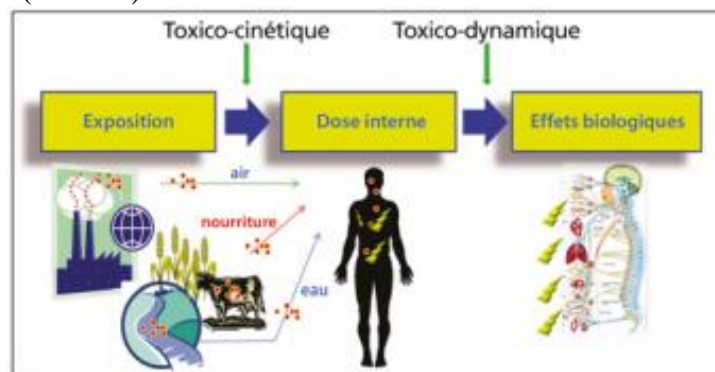 Toxico-cinétique Toxico-dynamique
Exposition Dose interne Effets biologiques
air
nourriture
eau